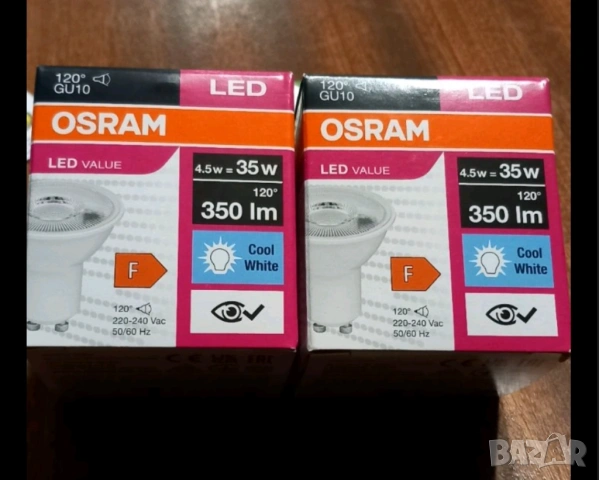 120°
GU10
LED
OSRAM
LED VALUE
4.5w = 35w
120°
350 lm
Cool
White
F
120°
220-240 Vac
50/60 Hz
120°
GU10
LED
OSRAM
LED VALUE
4.5w = 35w
120°
350 lm
Cool
White
F
120°
220-240 Vac
50/60 Hz
BAZAR